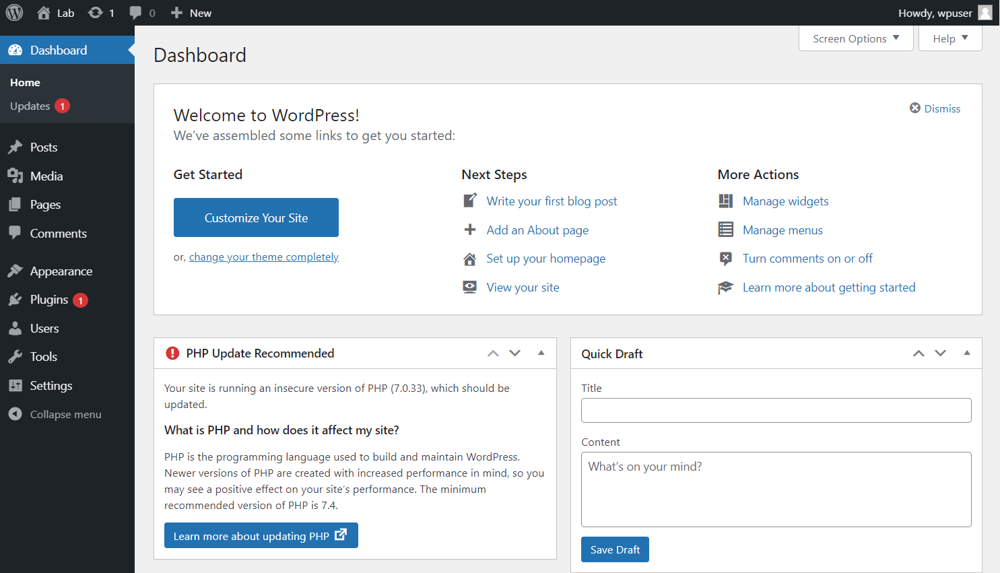 Lab 1 0 New
Howdy, wpuser
Dashboard
Home
Updates 1
Posts
Media
Pages
Comments
Appearance
Plugins 1
Users
Tools
Settings
Collapse menu
Screen Options
Help
Dashboard
Welcome to WordPress!
Dismiss
We’ve assembled some links to get you started:
Get Started
Customize Your Site
or, change your theme completely
Next Steps
Write your first blog post
Add an About page
Set up your homepage
View your site
More Actions
Manage widgets
Manage menus
Turn comments on or off
Learn more about getting started
PHP Update Recommended
Your site is running an insecure version of PHP (7.0.33), which should be
updated.
What is PHP and how does it affect my site?
PHP is the programming language used to build and maintain WordPress.
Newer versions of PHP are created with increased performance in mind, so you
may see a positive effect on your site’s performance. The minimum
recommended version of PHP is 7.4.
Learn more about updating PHP
Quick Draft
Title
Content
What’s on your mind?
Save Draft